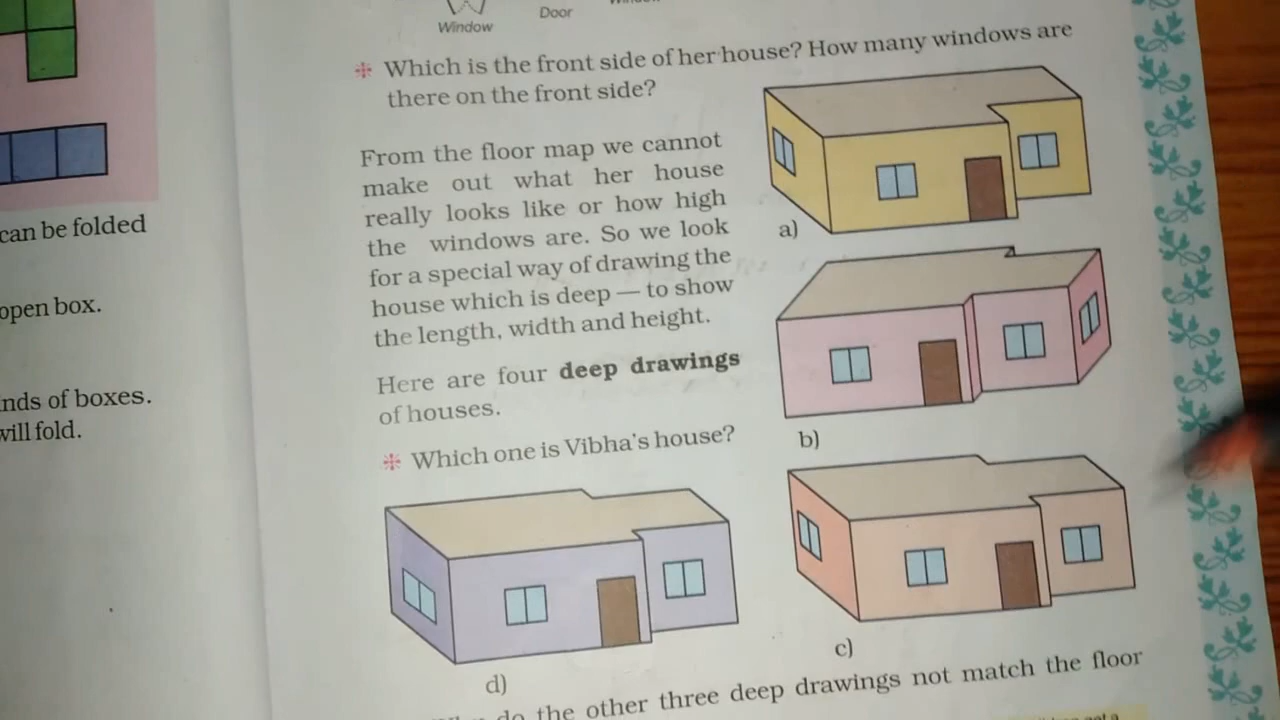 Window
Door
Which is the front side of her house? How many windows are
there on the front side?
From the floor map we cannot
make out what her house
really looks like or how high
the windows are. So we look
for a special way of drawing the
house which is deep — to show
the length, width and height.
Here are four deep drawings
of houses.
Which one is Vibha's house?
a)
b)
c)
d)
do the other three deep drawings not match the floor
can be folded
open box.
nds of boxes.
will fold.